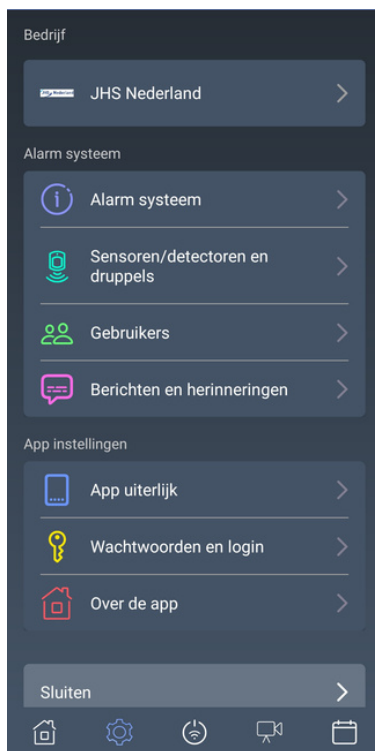 Bedrijf
JHS Nederland
Alarm systeem
Alarm systeem
Sensoren/detectoren en
druppels
Gebruikers
Berichten en herinneringen
App instellingen
App uiterlijk
Wachtwoorden en login
Over de app
Sluiten